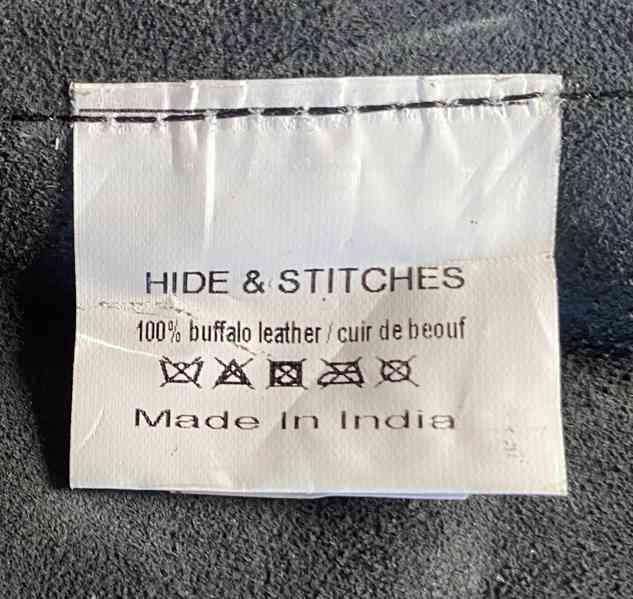 HIDE & STITCHES
100% buffalo leather / cuir de beouf
Made In India